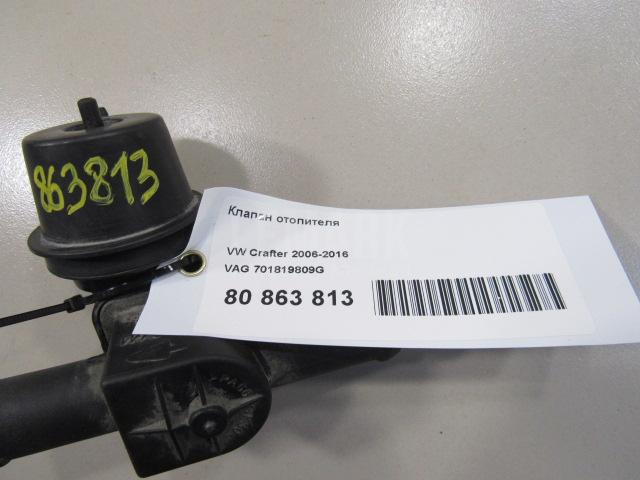 863813
Клапан отопителя
VW Crafter 2006-2016
VAG 701819809G
80 863 813